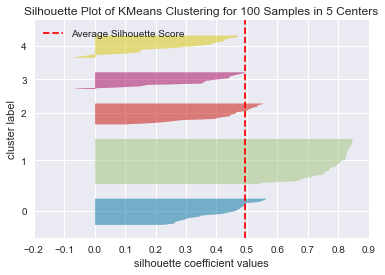 Silhouette Plot of KMeans Clustering for 100 Samples in 5 Centers
Average Silhouette Score
cluster label
4
3
2
1
0
-0.2 -0.1 0.0 0.1 0.2 0.3 0.4 0.5 0.6 0.7 0.8 0.9
silhouette coefficient values